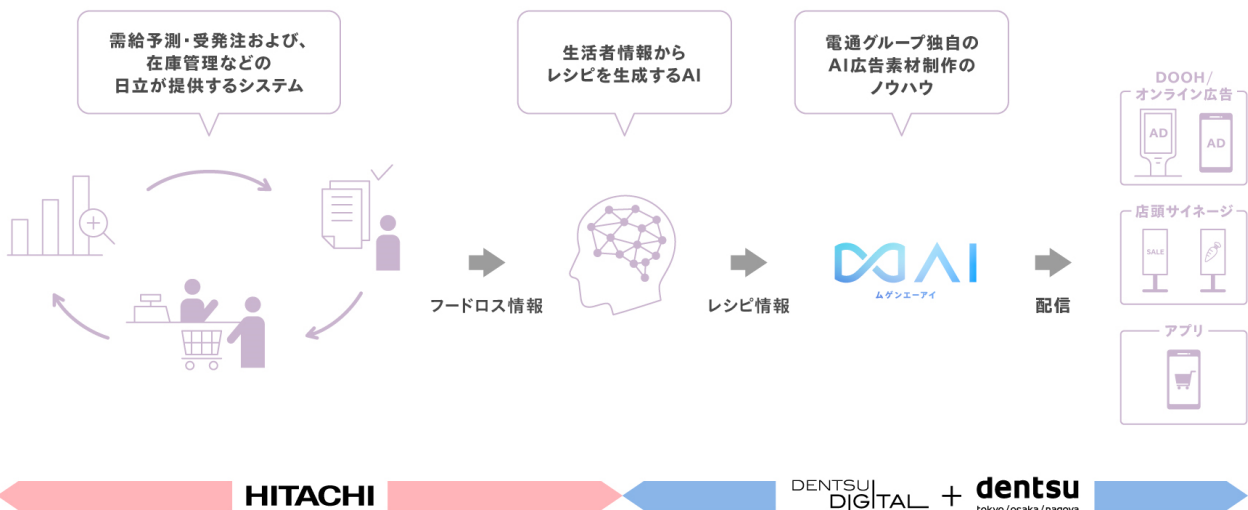 需給予測・受発注および、
在庫管理などの
日立が提供するシステム
生活者情報から
レシピを生成するAI
電通グループ独自の
AI広告素材制作の
ノウハウ
フードロス情報
レシピ情報
AI
ムゲンエーアイ
配信
DOOH/
オンライン広告
AD
AD
店頭サイネージ
SALE
アプリ
HITACHI
DENTSU
DIGITAL
+
dentsu
tokyo/osaka/nagoya